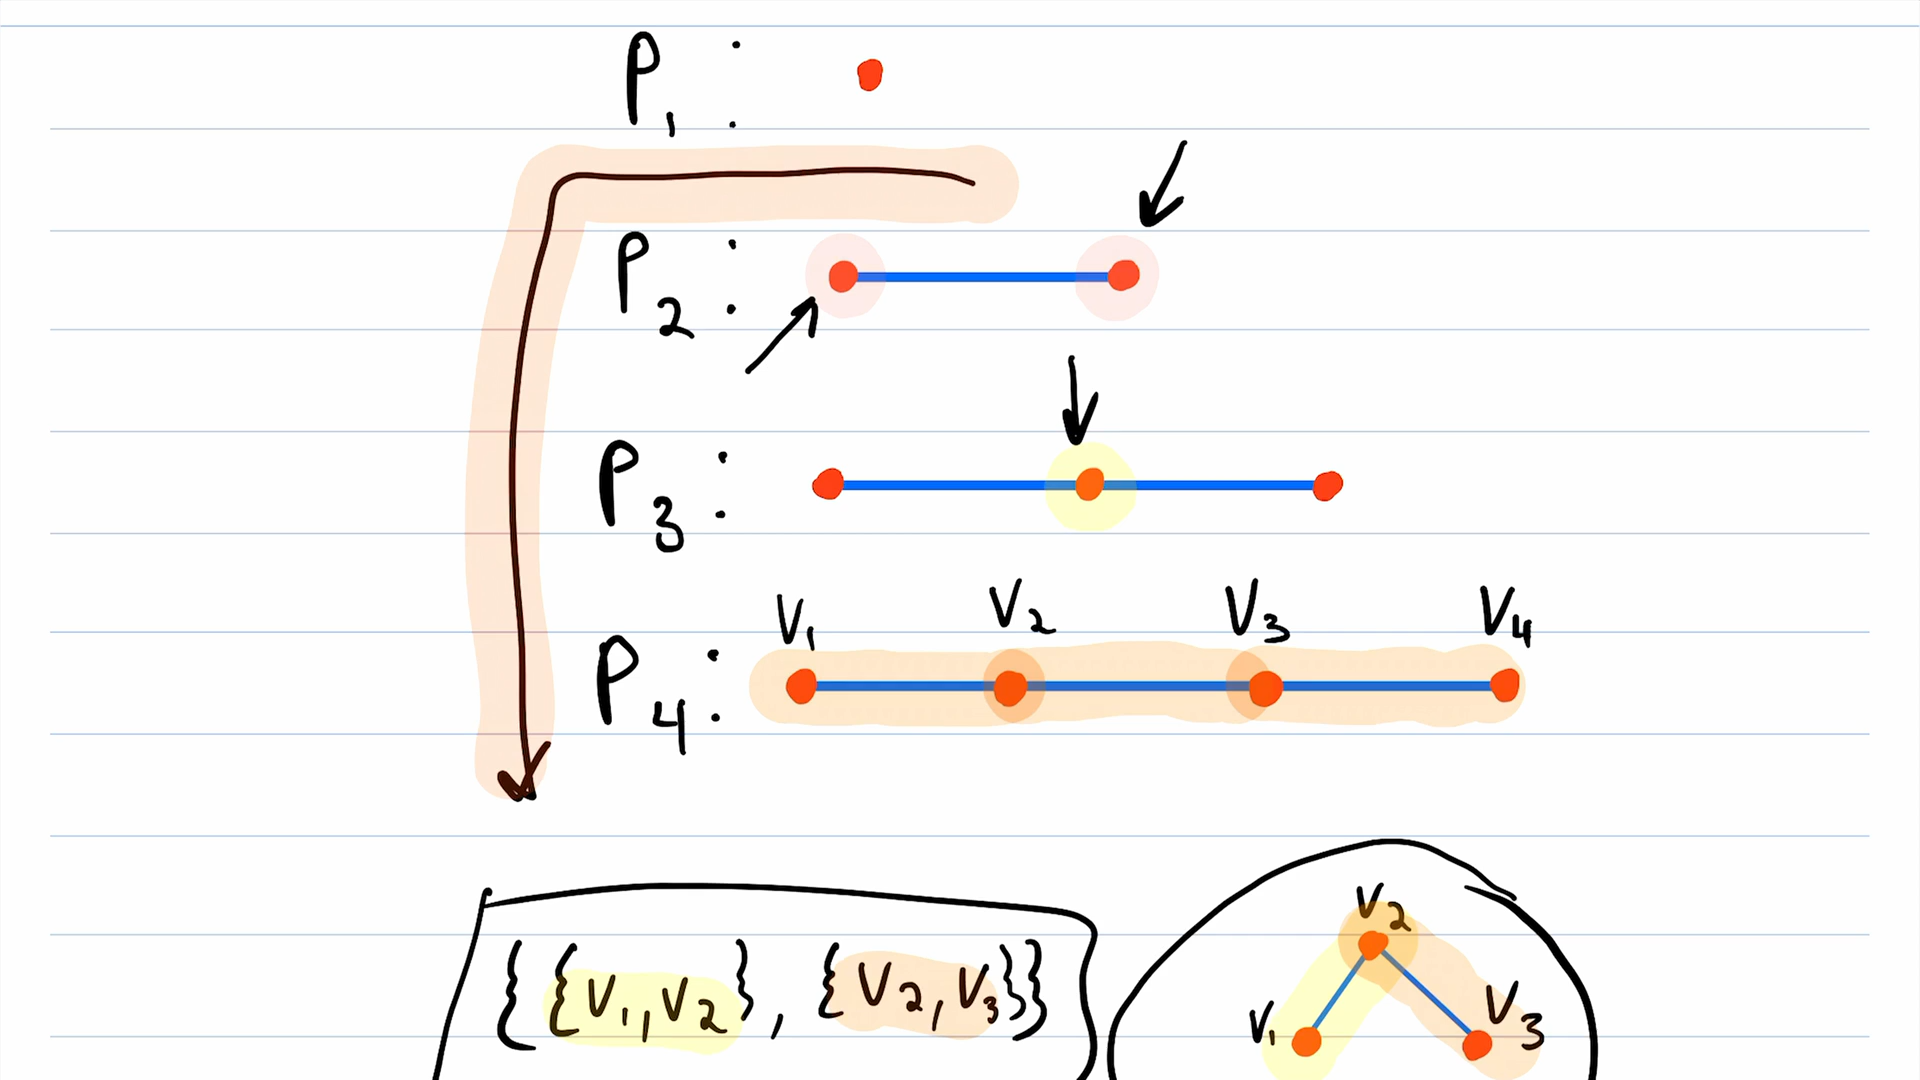 P₁ :
P₂ :
P₃ :
V₁ V₂ V₃ V₄
P₄ :
V₂
{ {V₁,V₂}, {V₂,V₃}}
V₁ V₃